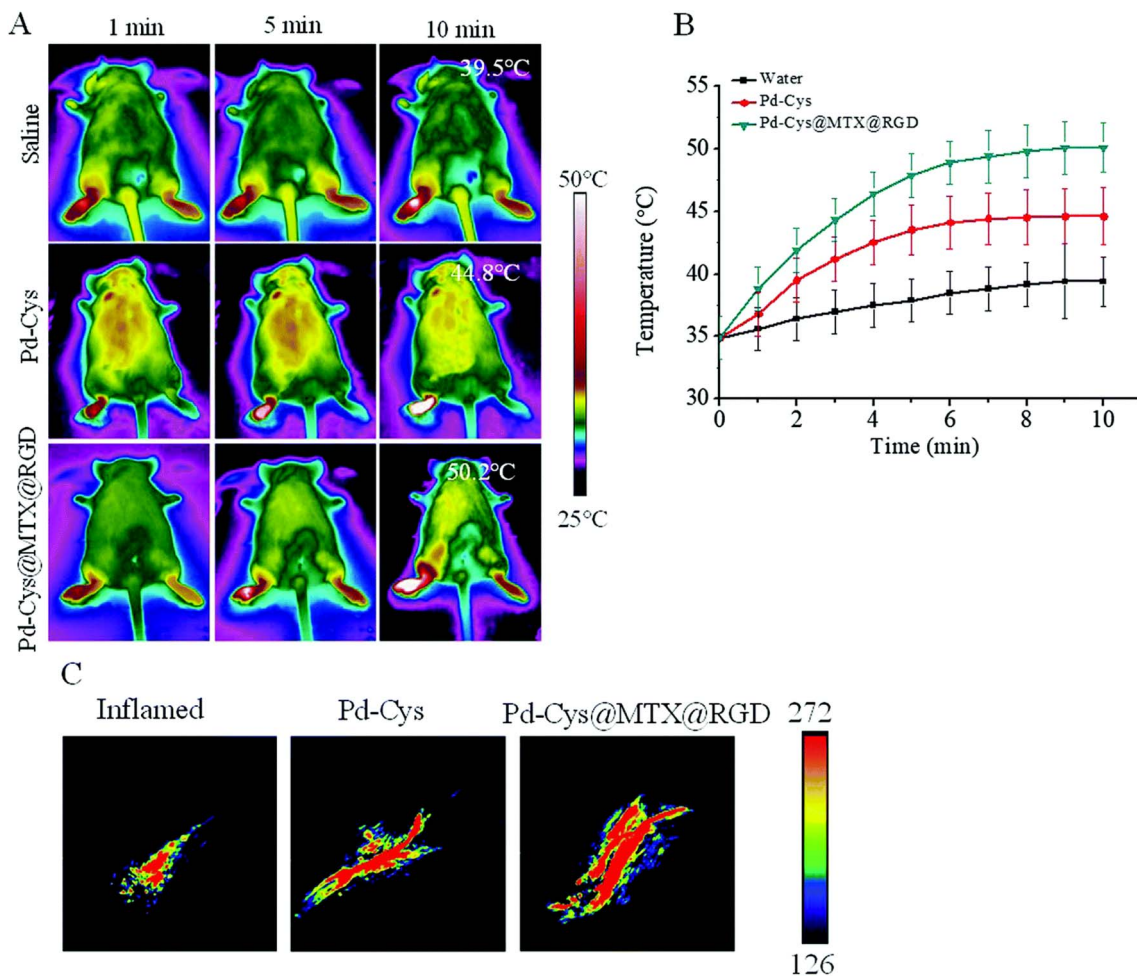 A
1 min 5 min 10 min
Saline
39.5°C
Pd-Cys
44.8°C
Pd-Cys@MTX@RGD
50.2°C
50°C
25°C
B
Water
Pd-Cys
Pd-Cys@MTX@RGD
Temperature (°C)
55
50
45
40
35
30
0 2 4 6 8 10
Time (min)
C
Inflamed Pd-Cys Pd-Cys@MTX@RGD 272
126